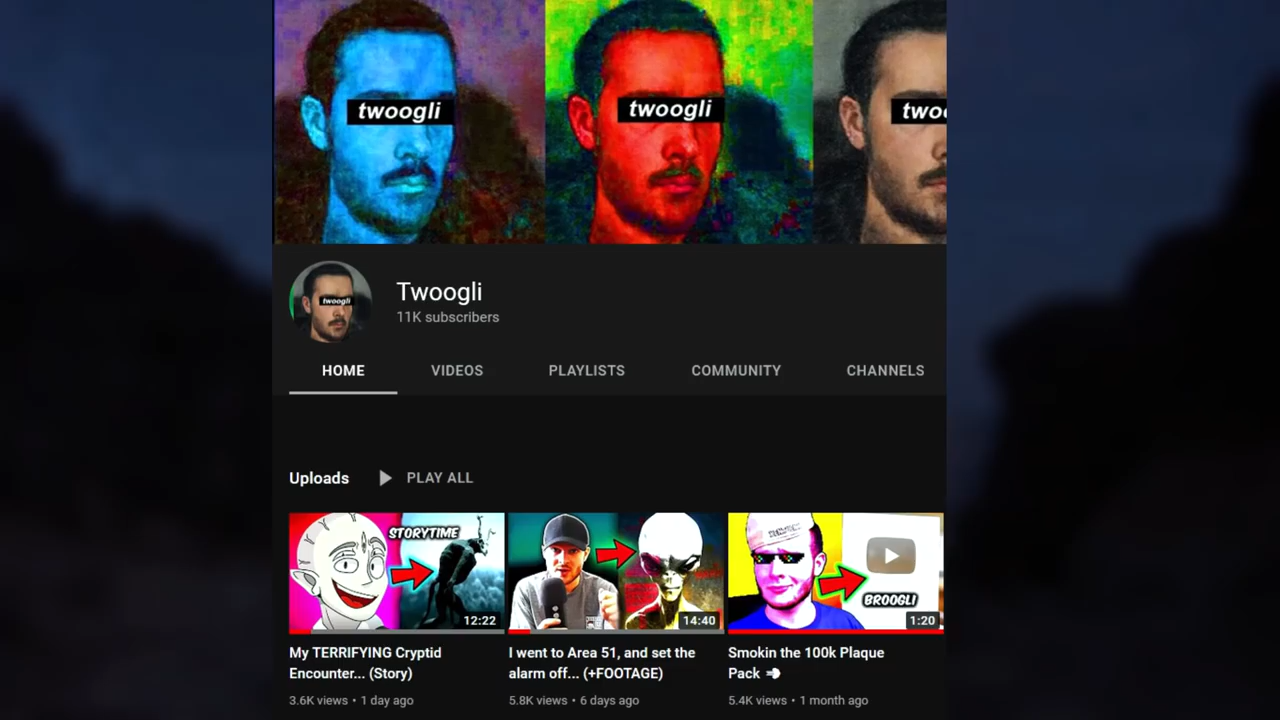 twoogli
twoogli
twoo
twoogli
Twoogli
11K subscribers
HOME
VIDEOS
PLAYLISTS
COMMUNITY
CHANNELS
Uploads
PLAY ALL
STORYTIME
12:22
14:40
BROOGLI
1:20
My TERRIFYING Cryptid
Encounter... (Story)
3.6K views • 1 day ago
I went to Area 51, and set the
alarm off... (+FOOTAGE)
5.8K views • 6 days ago
Smokin the 100k Plaque
Pack 💨
5.4K views • 1 month ago